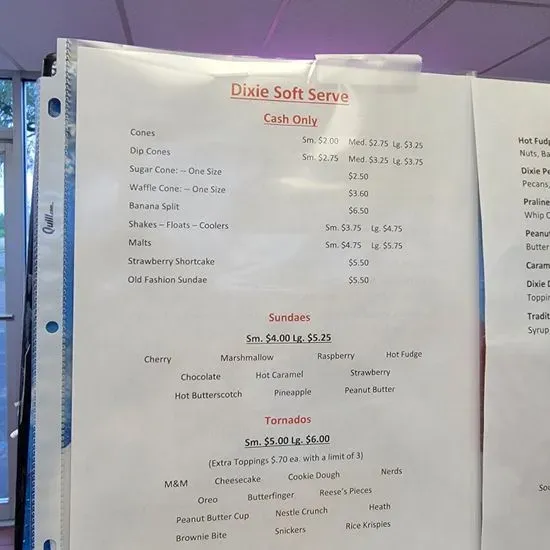 Dixie Soft Serve
Cash Only
Cones Sm. $2.00 Med. $2.75 Lg. $3.25
Dip Cones Sm. $2.75 Med. $3.25 Lg. $3.75
Sugar Cone: – One Size $2.50
Waffle Cone: – One Size $3.60
Banana Split $6.50
Shakes – Floats – Coolers Sm. $3.75 Lg. $4.75
Malts Sm. $4.75 Lg. $5.75
Strawberry Shortcake $5.50
Old Fashion Sundae $5.50
Sundaes
Sm. $4.00 Lg. $5.25
Cherry Marshmallow Raspberry Hot Fudge
Chocolate Hot Caramel Strawberry
Hot Butterscotch Pineapple Peanut Butter
Tornados
Sm. $5.00 Lg. $6.00
(Extra Toppings $.70 ea. with a limit of 3)
M&M Cheesecake Cookie Dough Nerds
Oreo Butterfinger Reese's Pieces
Peanut Butter Cup Nestle Crunch Heath
Brownie Bite Snickers Rice Krispies
Quill
Hot Fudg
Nuts, Ba
Dixie Pe
Pecans,
Praline
Whip C
Peanut
Butter
Caram
Dixie
Toppin
Tradit
Syrup